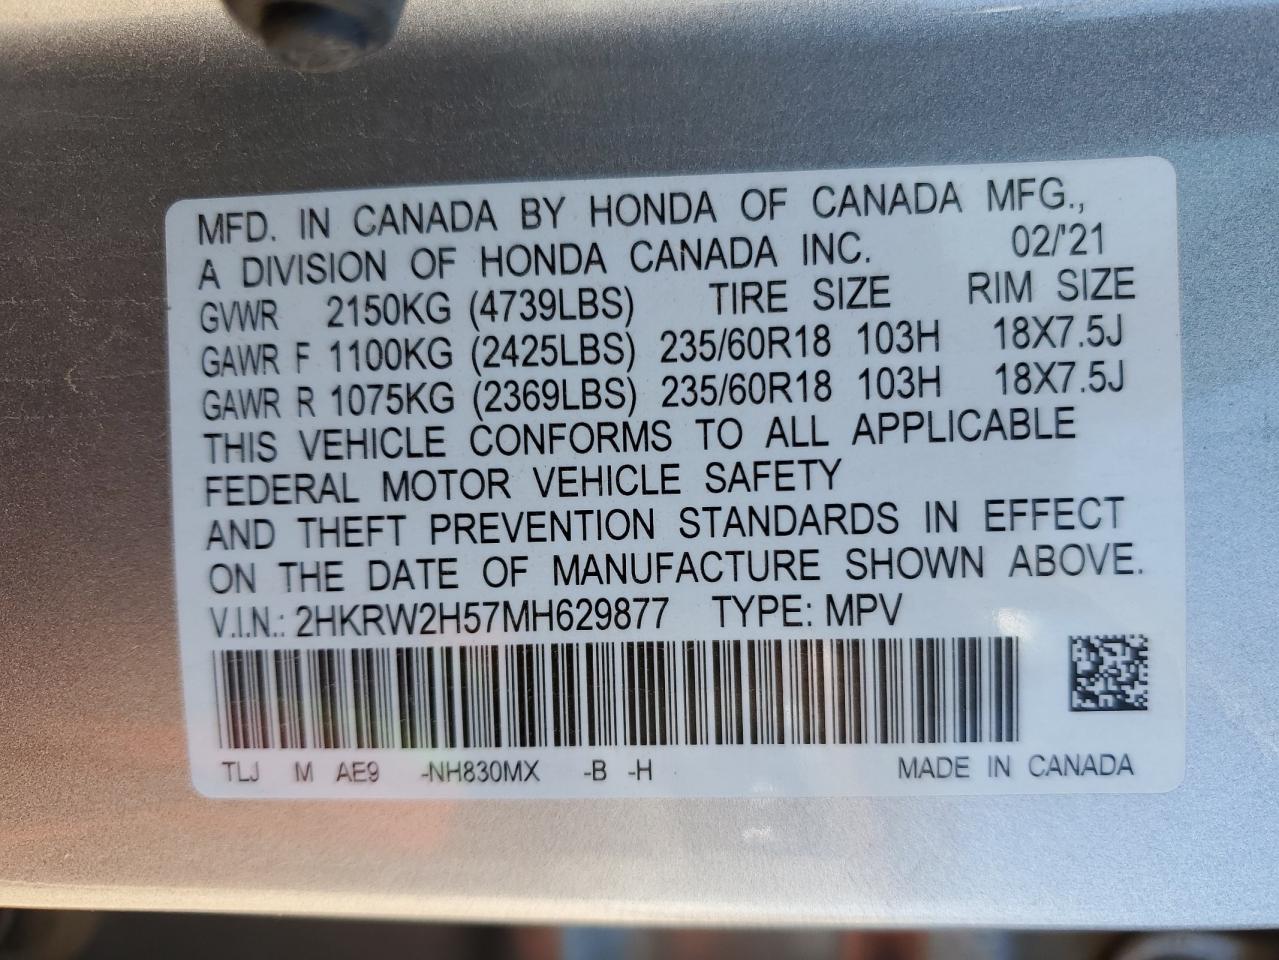 MFD. IN CANADA BY HONDA OF CANADA MFG.,
A DIVISION OF HONDA CANADA INC. 02/'21
GVWR 2150KG (4739LBS) TIRE SIZE RIM SIZE
GAWR F 1100KG (2425LBS) 235/60R18 103H 18X7.5J
GAWR R 1075KG (2369LBS) 235/60R18 103H 18X7.5J
THIS VEHICLE CONFORMS TO ALL APPLICABLE
FEDERAL MOTOR VEHICLE SAFETY
AND THEFT PREVENTION STANDARDS IN EFFECT
ON THE DATE OF MANUFACTURE SHOWN ABOVE.
V.I.N.: 2HKRW2H57MH629877 TYPE: MPV
TLJ M AE9 -NH830MX -B -H MADE IN CANADA